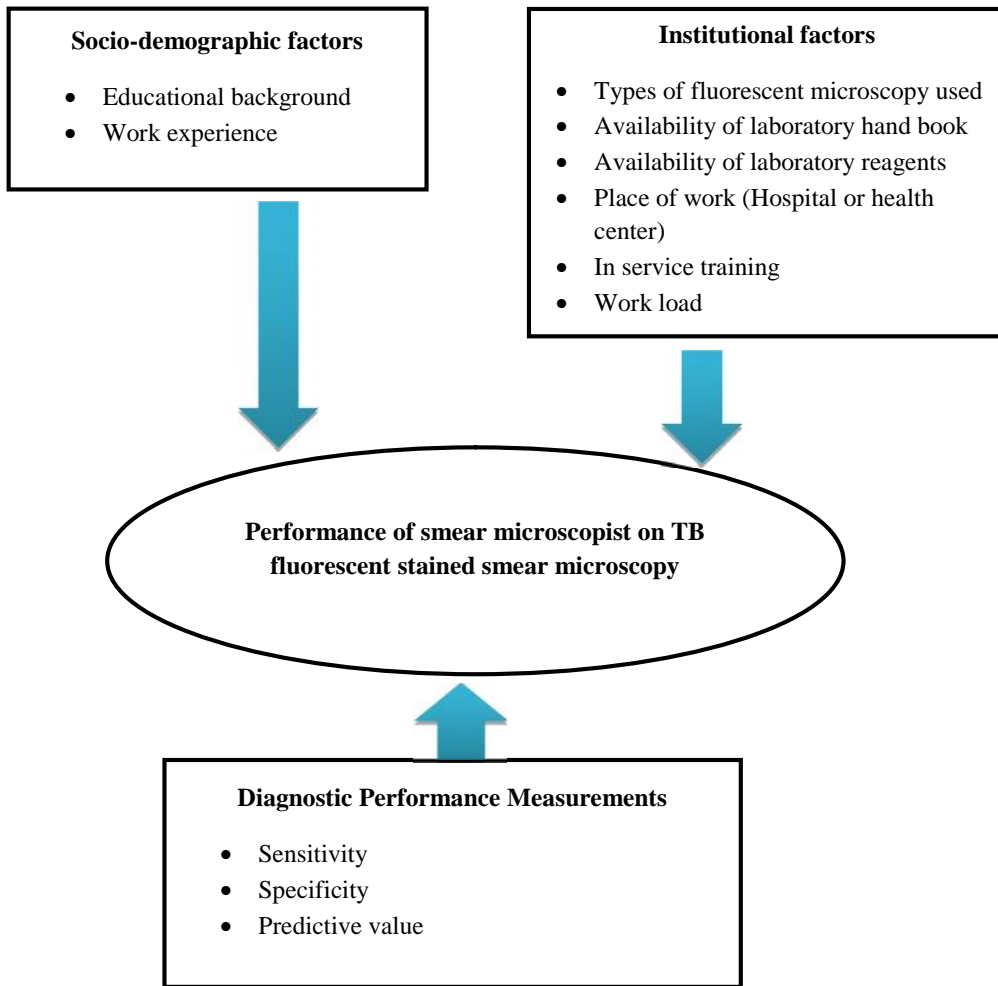 Socio-demographic factors
• Educational background
• Work experience
Institutional factors
• Types of fluorescent microscopy used
• Availability of laboratory hand book
• Availability of laboratory reagents
• Place of work (Hospital or health
center)
• In service training
• Work load
Performance of smear microscopist on TB
fluorescent stained smear microscopy
Diagnostic Performance Measurements
• Sensitivity
• Specificity
• Predictive value